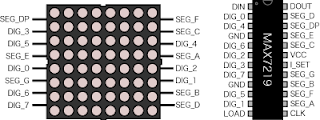 SEG_DP
DIG_3
DIG_5
SEG_E
DIG_0
SEG_G
DIG_6
DIG_7
SEG_F
SEG_C
DIG_4
SEG_A
DIG_2
DIG_1
SEG_B
SEG_D
DIN
DIG_0
DIG_4
GND
DIG_6
DIG_2
DIG_3
DIG_7
GND
DIG_5
DIG_1
LOAD
MAX7219
DOUT
SEG_D
SEG_DP
SEG_E
SEG_C
VCC
I_SET
SEG_G
SEG_B
SEG_F
SEG_A
CLK